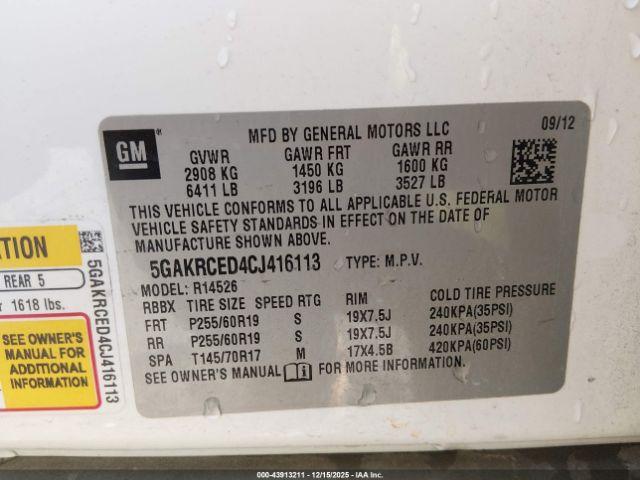 GM
MFD BY GENERAL MOTORS LLC
09/12
GVWR GAWR FRT GAWR RR
2908 KG 1450 KG 1600 KG
6411 LB 3196 LB 3527 LB
THIS VEHICLE CONFORMS TO ALL APPLICABLE U.S. FEDERAL MOTOR
VEHICLE SAFETY STANDARDS IN EFFECT ON THE DATE OF
MANUFACTURE SHOWN ABOVE.
5GAKRCED4CJ416113 TYPE: M.P.V.
MODEL: R14526
RBBX TIRE SIZE SPEED RTG RIM COLD TIRE PRESSURE
FRT P255/60R19 S 19X7.5J 240KPA(35PSI)
RR P255/60R19 S 19X7.5J 240KPA(35PSI)
SPA T145/70R17 M 17X4.5B 420KPA(60PSI)
SEE OWNER'S MANUAL FOR MORE INFORMATION.
REAR 5
1618 lbs.
SEE OWNER'S
MANUAL FOR
ADDITIONAL
INFORMATION
5GAKRCED4CJ416113
000-43913211 - 12/15/2025 - IAAI, Inc.